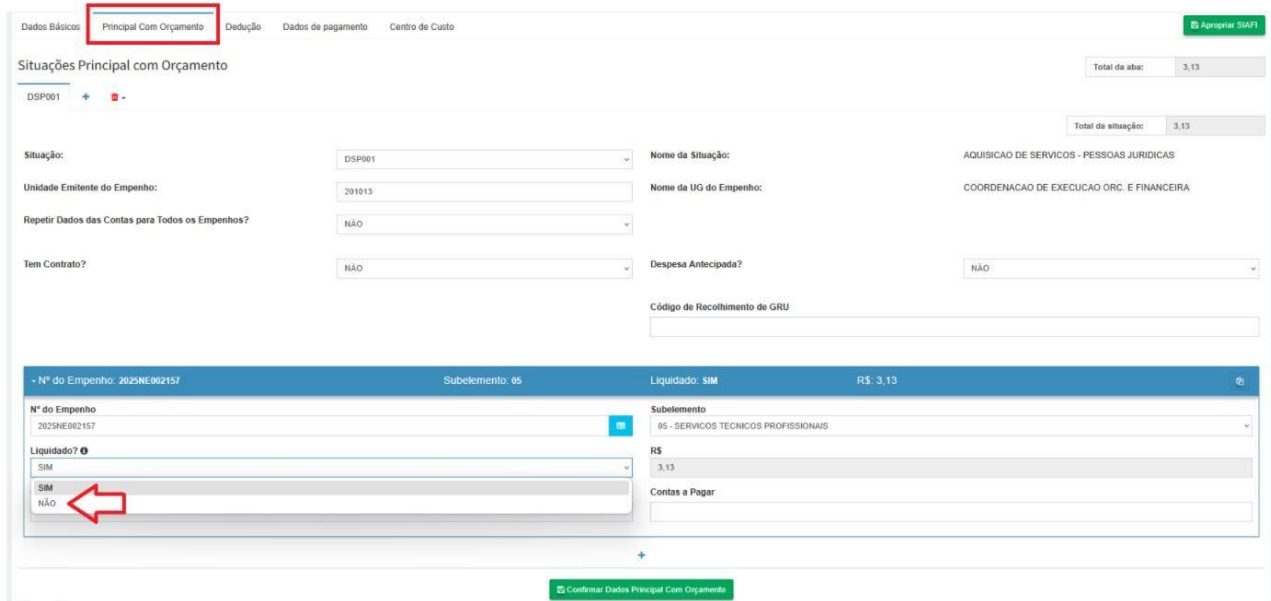 Dados Básicos Principal Com Orçamento Dedução Dados de pagamento Centro de Custo Apropriar SIAFI
Situações Principal com Orçamento Total da aba: 3,13
DSP001
Total da situação: 3,13
Situação: DSP001 Nome da Situação: AQUISICAO DE SERVICOS - PESSOAS JURIDICAS
Unidade Emitente do Empenho: 201013 Nome da UG do Empenho: COORDENACAO DE EXECUCAO ORC. E FINANCEIRA
Repetir Dados das Contas para Todos os Empenhos? NÃO
Tem Contrato? NÃO Despesa Antecipada? NÃO
Código de Recolhimento de GRU
Nº do Empenho: 2025NE002157 Subelemento: 05 Liquidado: SIM R$: 3,13
Nº do Empenho Subelemento
2025NE002157 05 - SERVICOS TECNICOS PROFISSIONAIS
Liquidado? R$
SIM 3,13
SIM Contas a Pagar
NÃO
Confirmar Dados Principal Com Orçamento